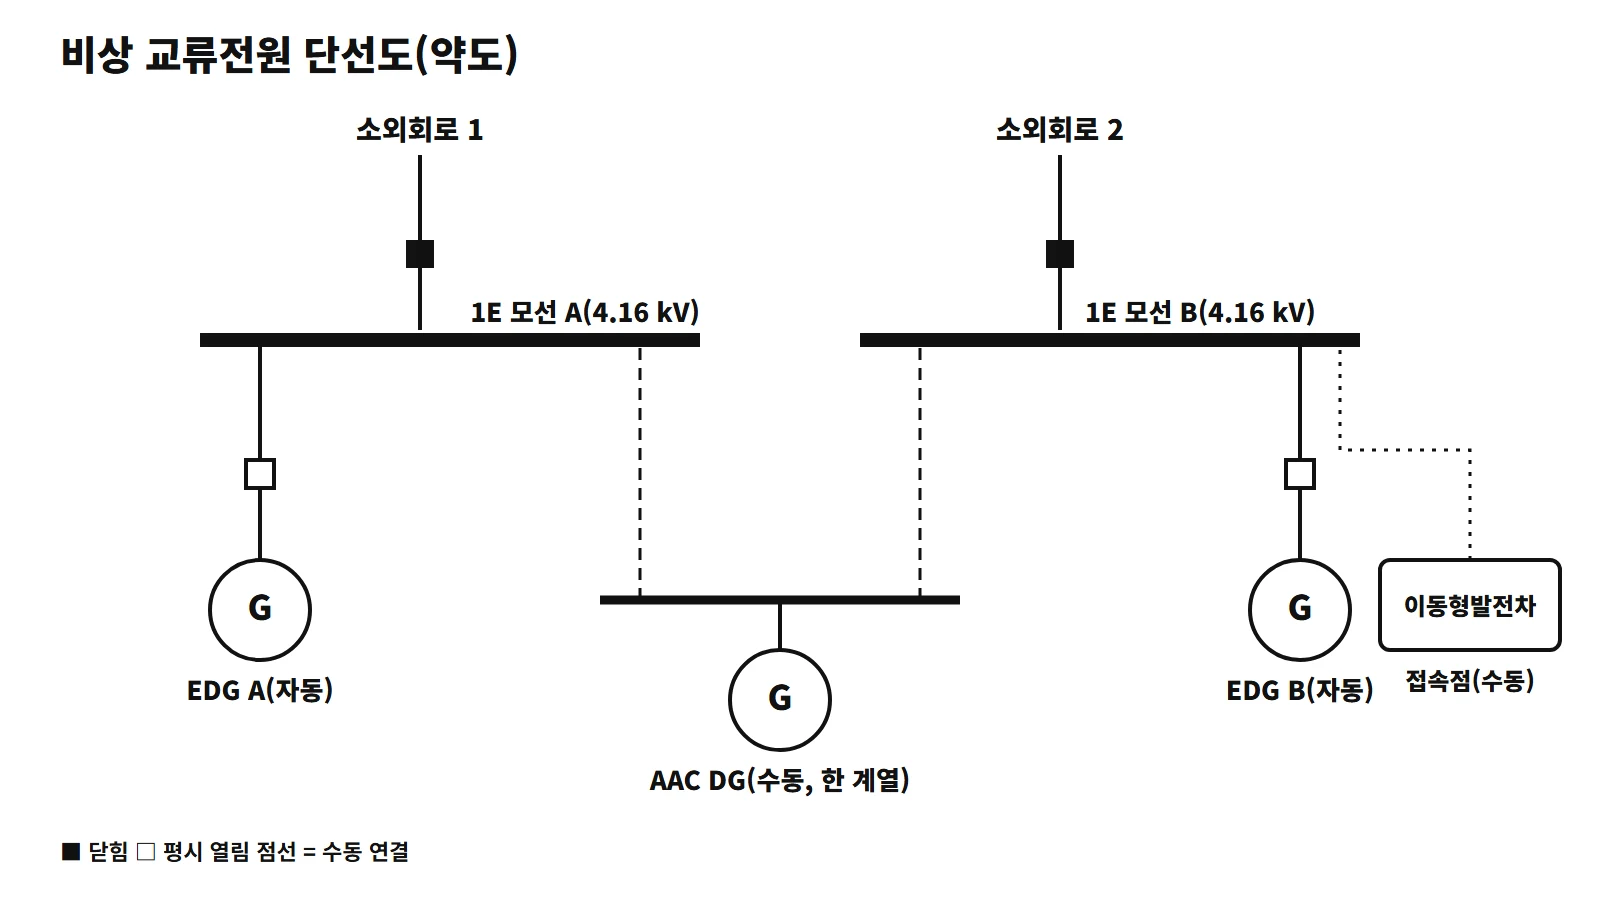 비상 교류전원 단선도(약도)
소외회로 1
소외회로 2
1E 모선 A(4.16 kV)
1E 모선 B(4.16 kV)
G
G
이동형발전차
EDG A(자동)
EDG B(자동)
접속점(수동)
G
AAC DG(수동, 한 계열)
■ 닫힘 □ 평시 열림 점선 = 수동 연결